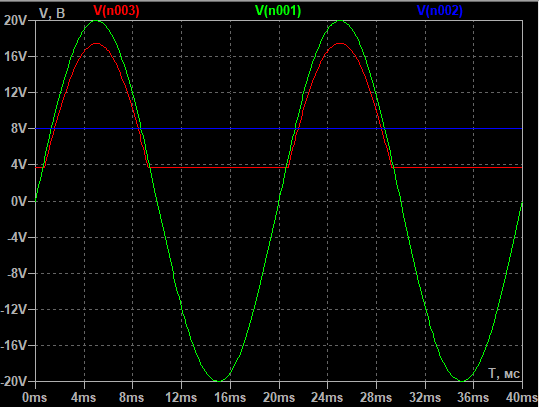 V, В V(n003) V(n001) V(n002)
20V
16V
12V
8V
4V
0V
-4V
-8V
-12V
-16V
-20V
T, мс
0ms 4ms 8ms 12ms 16ms 20ms 24ms 28ms 32ms 36ms 40ms